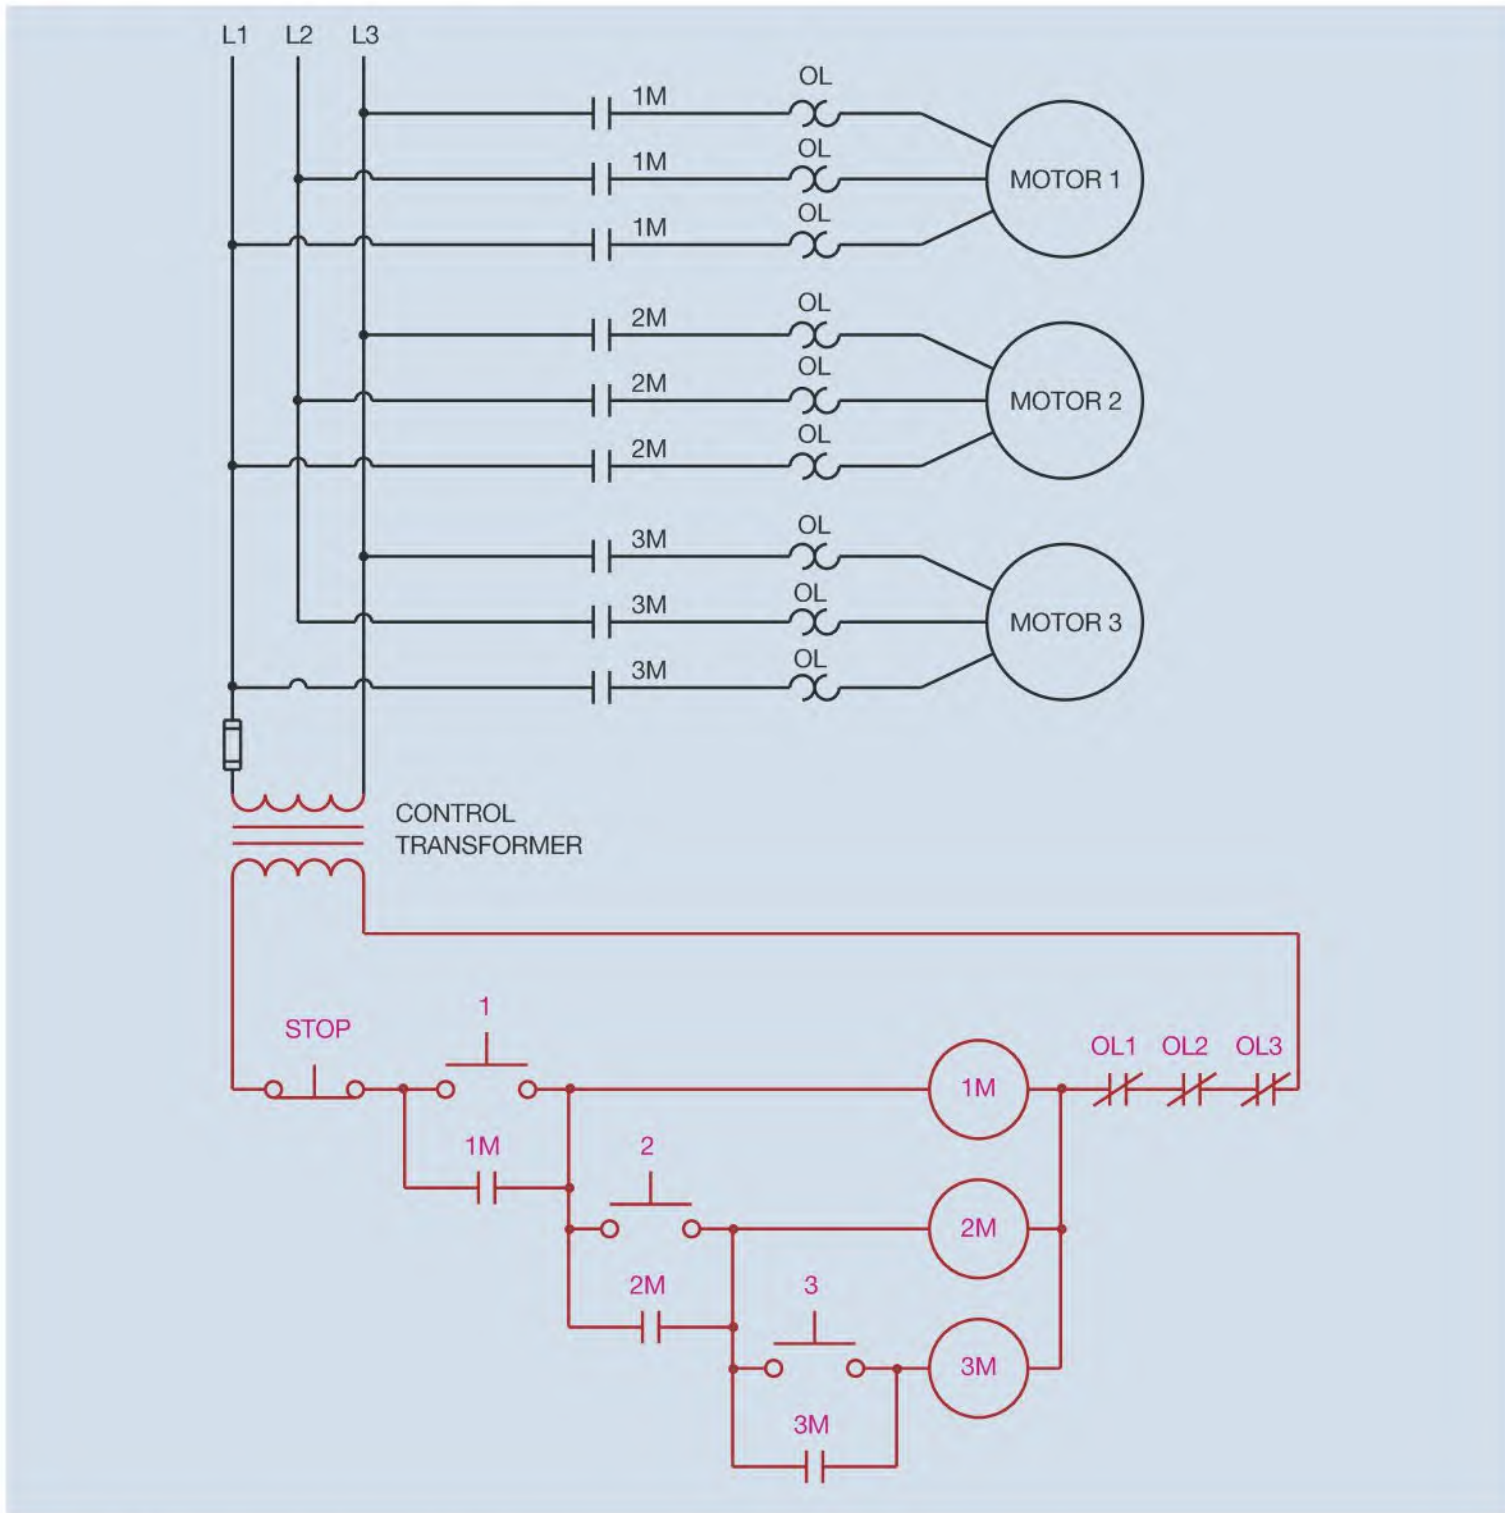 L1 L2 L3
OL
1M
OL
1M
OL
1M
MOTOR 1
OL
2M
OL
2M
OL
2M
MOTOR 2
OL
3M
OL
3M
OL
3M
MOTOR 3
CONTROL
TRANSFORMER
1
STOP
OL1 OL2 OL3
1M
1M
2
2M
2M
3
3M
3M